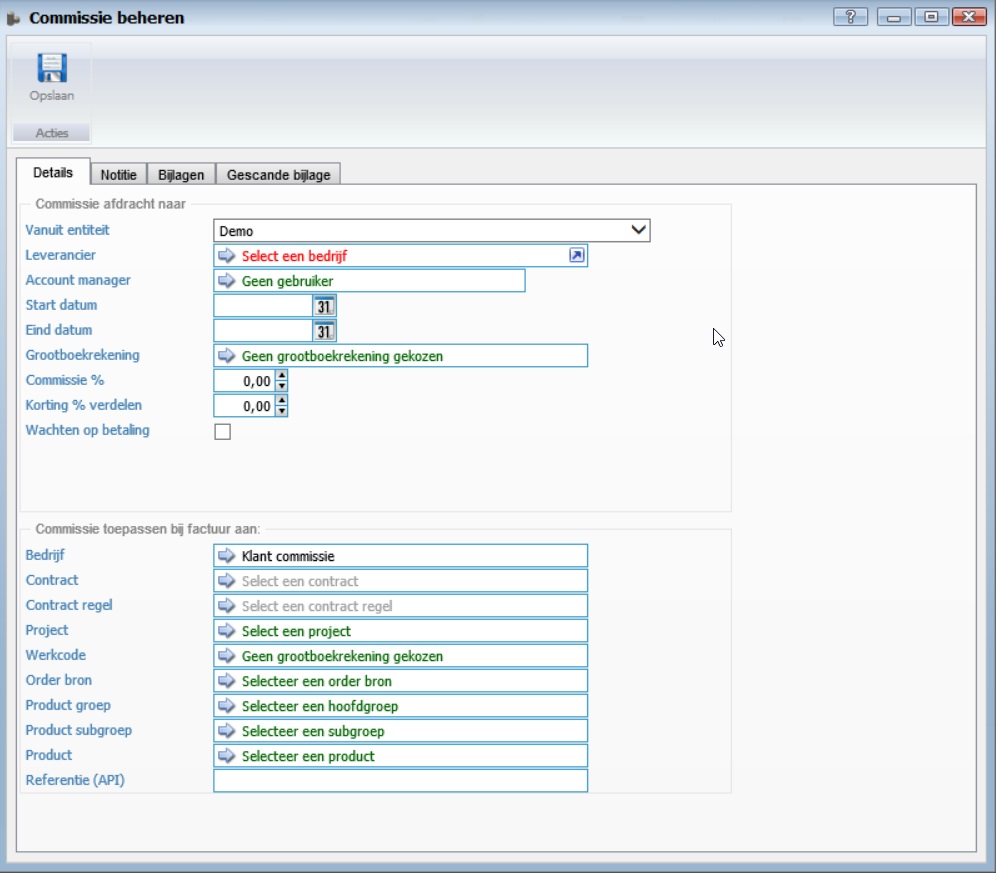 Commissie beheren
?
Opslaan
Acties
Details Notitie Bijlagen Gescande bijlage
Commissie afdracht naar
Vanuit entiteit Demo
Leverancier Select een bedrijf
Account manager Geen gebruiker
Start datum 31
Eind datum 31
Grootboekrekening Geen grootboekrekening gekozen
Commissie % 0,00
Korting % verdelen 0,00
Wachten op betaling
Commissie toepassen bij factuur aan:
Bedrijf Klant commissie
Contract Select een contract
Contract regel Select een contract regel
Project Select een project
Werkcode Geen grootboekrekening gekozen
Order bron Selecteer een order bron
Product groep Selecteer een hoofdgroep
Product subgroep Selecteer een subgroep
Product Selecteer een product
Referentie (API)